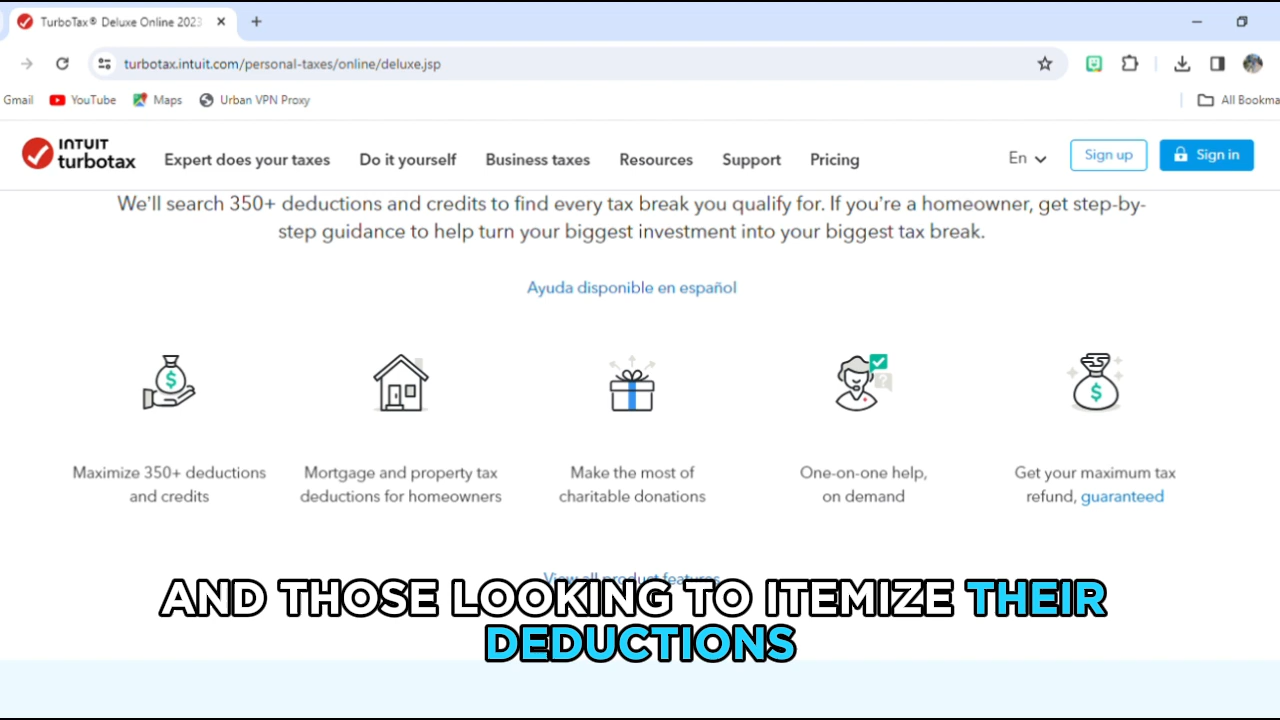 TurboTax® Deluxe Online 2023
turbotax.intuit.com/personal-taxes/online/deluxe.jsp
Gmail YouTube Maps Urban VPN Proxy All Bookma
INTUIT turbotax
Expert does your taxes Do it yourself Business taxes Resources Support Pricing En Sign up Sign in
We'll search 350+ deductions and credits to find every tax break you qualify for. If you're a homeowner, get step-by-
step guidance to help turn your biggest investment into your biggest tax break.
Ayuda disponible en español
Maximize 350+ deductions
and credits
Mortgage and property tax
deductions for homeowners
Make the most of
charitable donations
One-on-one help,
on demand
Get your maximum tax
refund, guaranteed
View all product features
AND THOSE LOOKING TO ITEMIZE THEIR
DEDUCTIONS